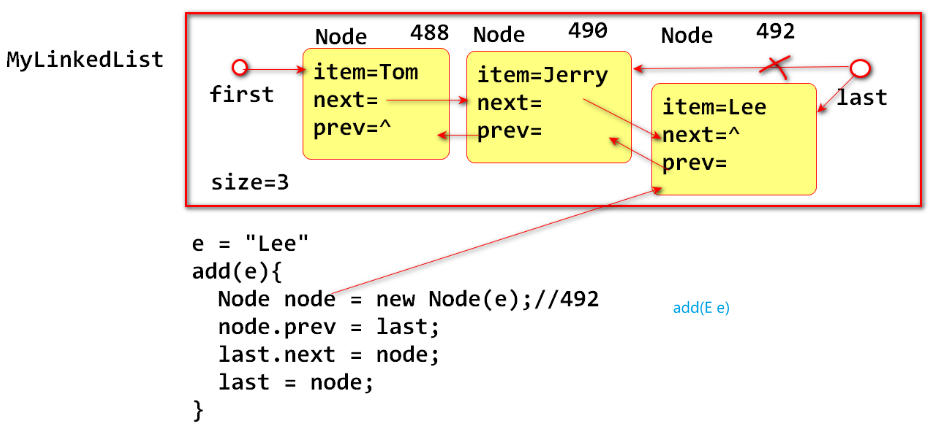 Node 488 Node 490 Node 492
MyLinkedList
item=Tom
next=
prev=^
item=Jerry
next=
prev=
item=Lee
next=^
prev=
first
last
size=3
e = "Lee"
add(e){
Node node = new Node(e);//492
node.prev = last;
last.next = node;
last = node;
}
add(E e)